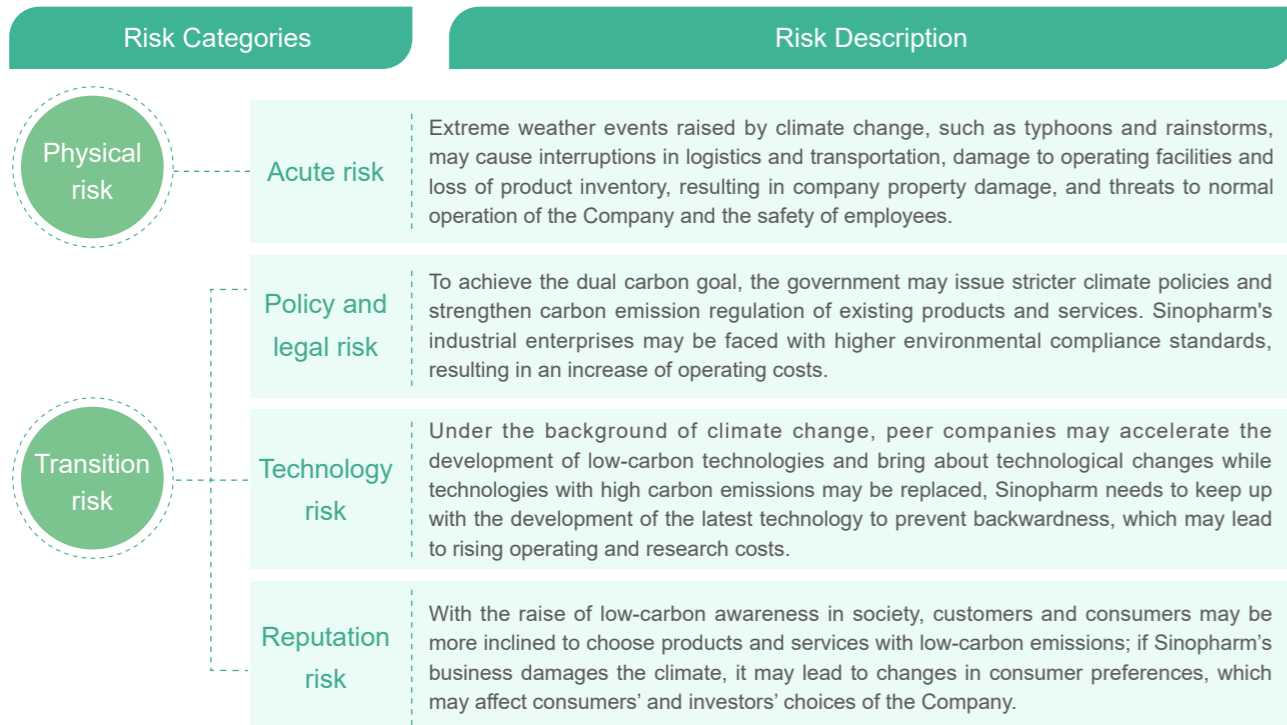 Risk Categories
Risk Description
Physical
risk
Acute risk
Extreme weather events raised by climate change, such as typhoons and rainstorms,
may cause interruptions in logistics and transportation, damage to operating facilities and
loss of product inventory, resulting in company property damage, and threats to normal
operation of the Company and the safety of employees.
Transition
risk
Policy and
legal risk
To achieve the dual carbon goal, the government may issue stricter climate policies and
strengthen carbon emission regulation of existing products and services. Sinopharm's
industrial enterprises may be faced with higher environmental compliance standards,
resulting in an increase of operating costs.
Technology
risk
Under the background of climate change, peer companies may accelerate the
development of low-carbon technologies and bring about technological changes while
technologies with high carbon emissions may be replaced, Sinopharm needs to keep up
with the development of the latest technology to prevent backwardness, which may lead
to rising operating and research costs.
Reputation
risk
With the raise of low-carbon awareness in society, customers and consumers may be
more inclined to choose products and services with low-carbon emissions; if Sinopharm’s
business damages the climate, it may lead to changes in consumer preferences, which
may affect consumers’ and investors’ choices of the Company.